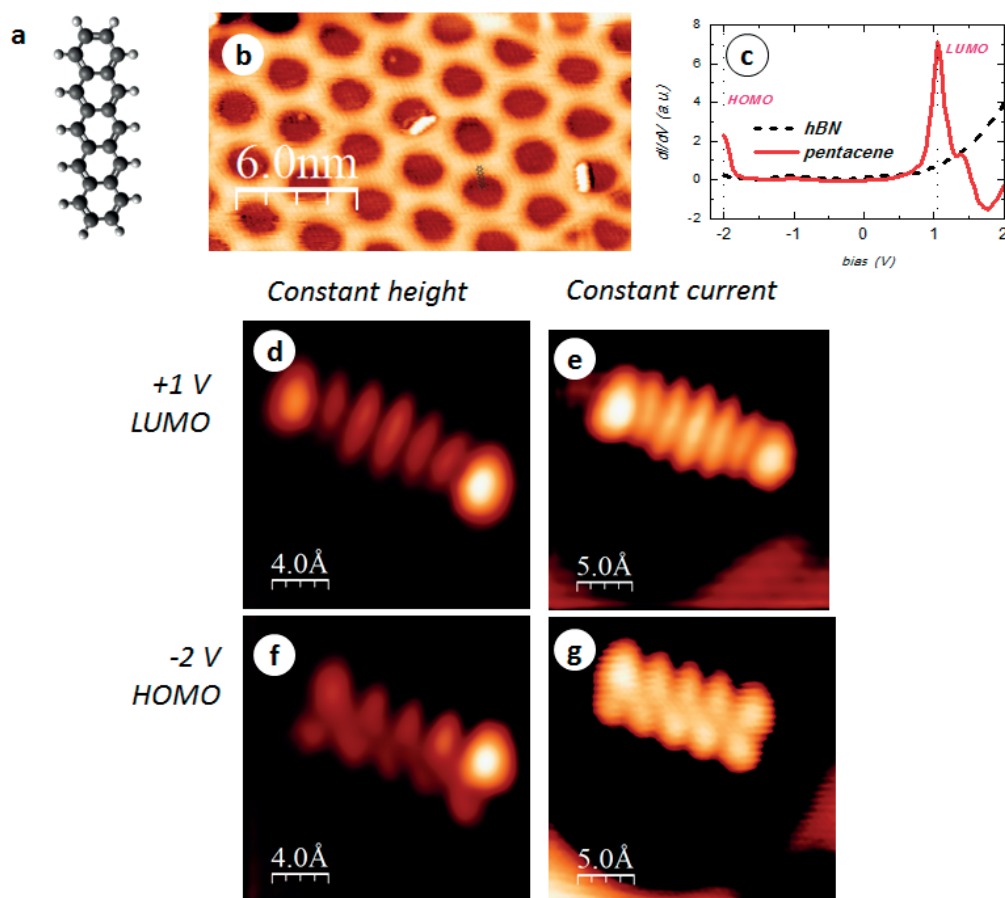 a
b
6.0nm
c
LUMO
HOMO
hBN
pentacene
dI/dV (a.u.)
8
6
4
2
0
-2
-2
-1
0
1
2
bias (V)
Constant height
Constant current
+1 V
LUMO
d
4.0Å
e
5.0Å
-2 V
HOMO
f
4.0Å
g
5.0Å